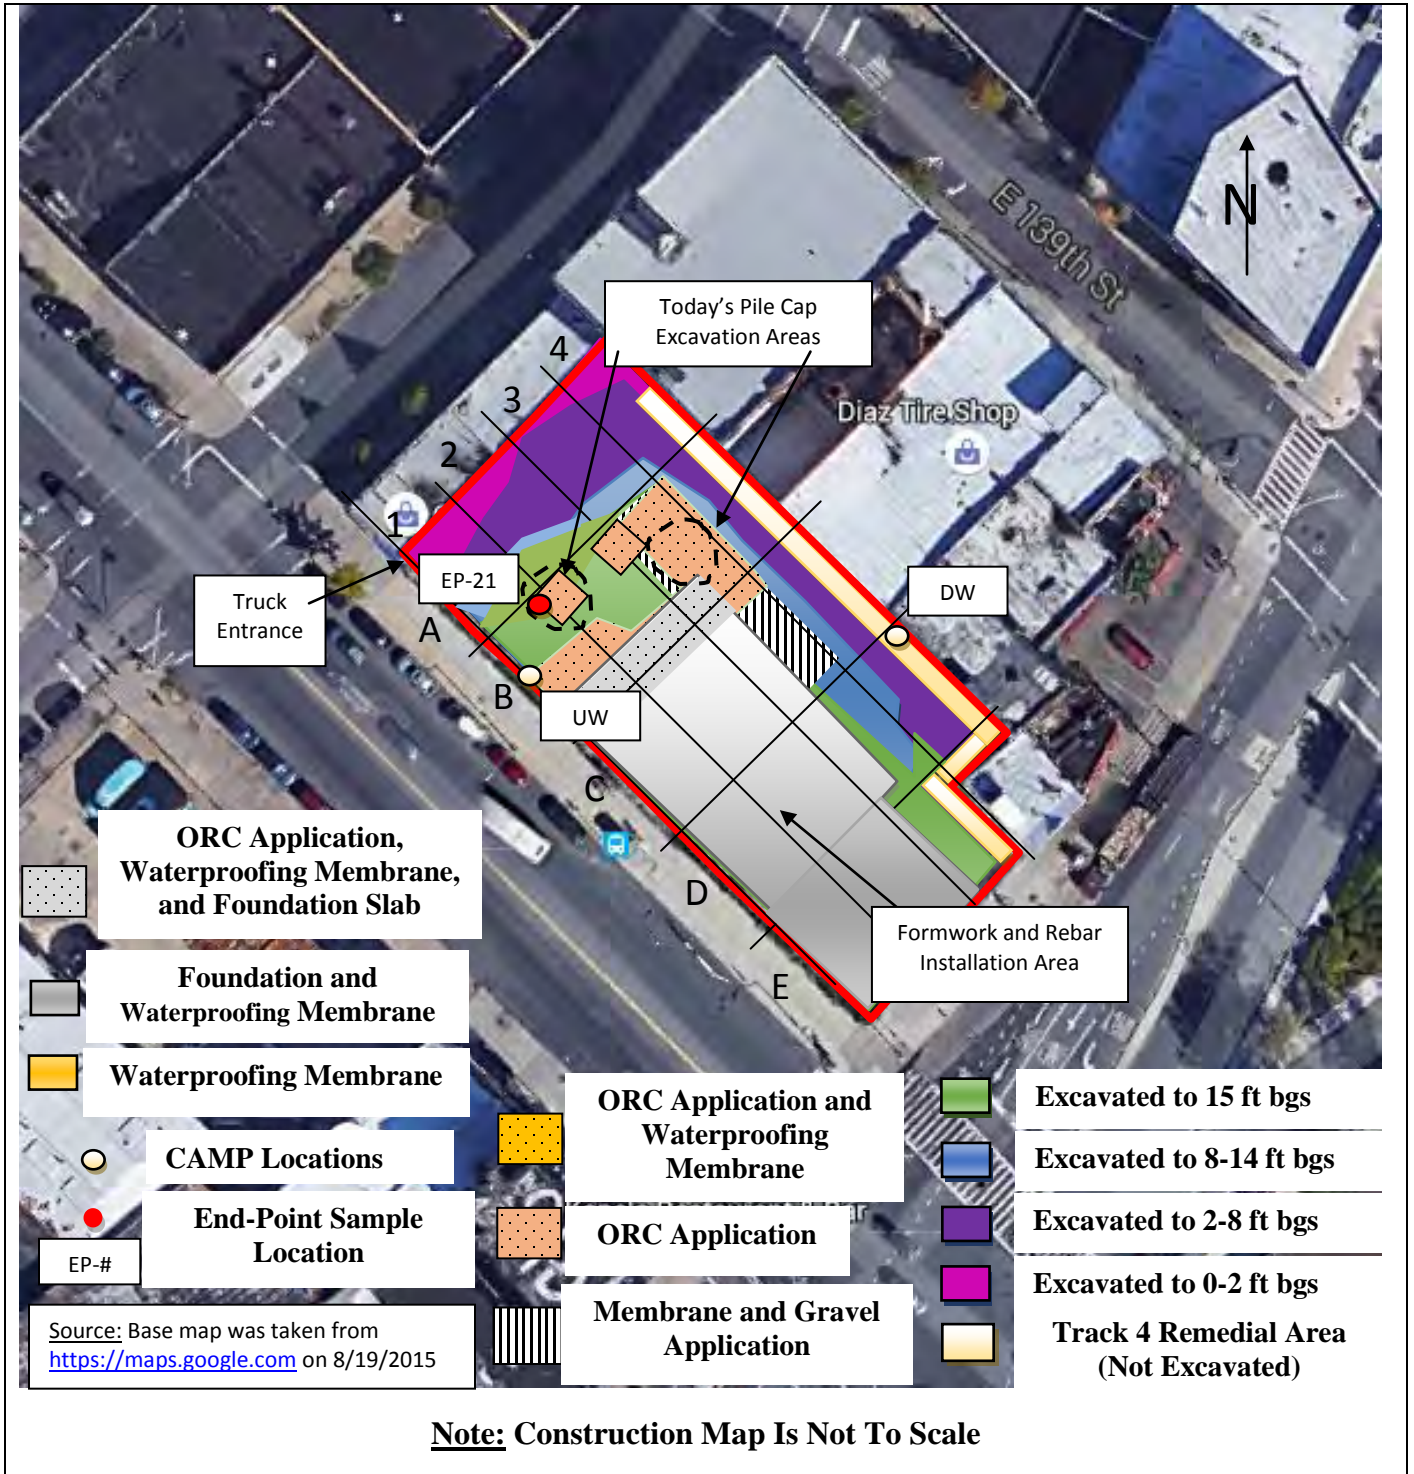 E 139th St
N
Today's Pile Cap
Excavation Areas
4
3
Diaz Tire Shop
2
1
EP-21
Truck
Entrance
DW
A
B
UW
C
D
E
Formwork and Rebar
Installation Area
ORC Application,
Waterproofing Membrane,
and Foundation Slab
Foundation and
Waterproofing Membrane
Waterproofing Membrane
CAMP Locations
End-Point Sample
Location
EP-#
Source: Base map was taken from
https://maps.google.com on 8/19/2015
ORC Application and
Waterproofing
Membrane
ORC Application
Membrane and Gravel
Application
Excavated to 15 ft bgs
Excavated to 8-14 ft bgs
Excavated to 2-8 ft bgs
Excavated to 0-2 ft bgs
Track 4 Remedial Area
(Not Excavated)
Note: Construction Map Is Not To Scale